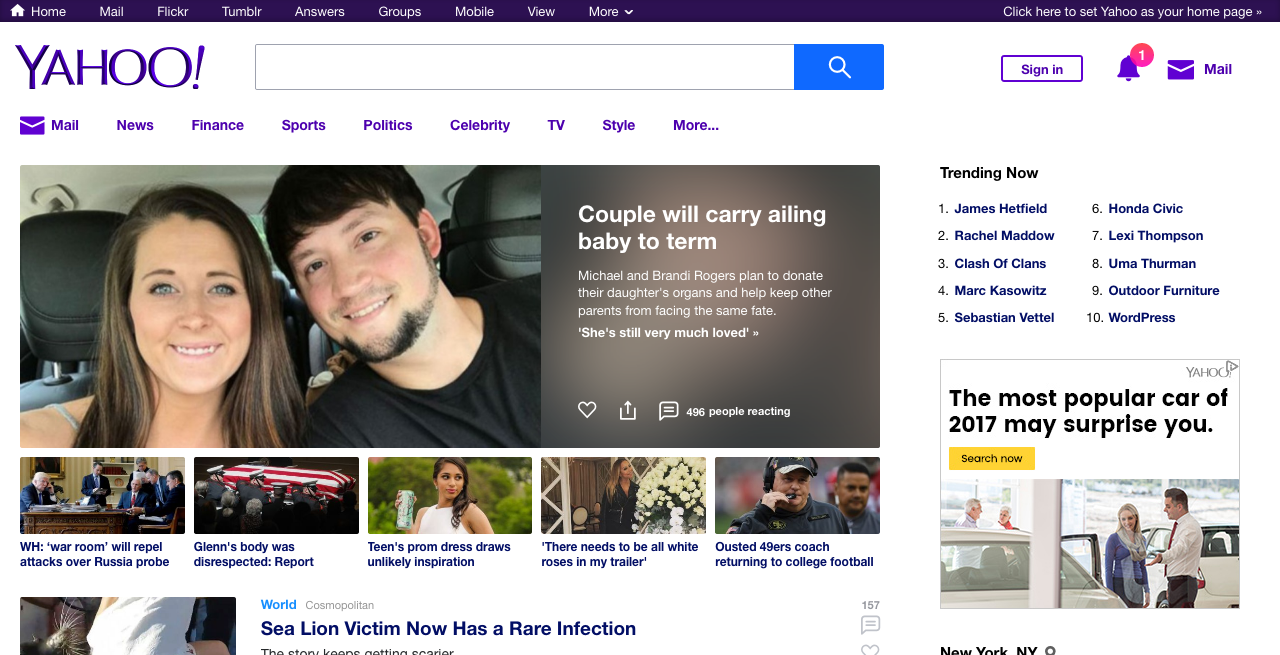 Home Mail Flickr Tumblr Answers Groups Mobile View More Click here to set Yahoo as your home page »
YAHOO!
Sign in
1
Mail
Mail News Finance Sports Politics Celebrity TV Style More...
Couple will carry ailing
baby to term
Michael and Brandi Rogers plan to donate
their daughter's organs and help keep other
parents from facing the same fate.
'She's still very much loved' »
496 people reacting
WH: ‘war room’ will repel
attacks over Russia probe
Glenn's body was
disrespected: Report
Teen's prom dress draws
unlikely inspiration
'There needs to be all white
roses in my trailer'
Ousted 49ers coach
returning to college football
World Cosmopolitan
157
Sea Lion Victim Now Has a Rare Infection
The story keeps getting scarier.
Trending Now
1. James Hetfield
2. Rachel Maddow
3. Clash Of Clans
4. Marc Kasowitz
5. Sebastian Vettel
6. Honda Civic
7. Lexi Thompson
8. Uma Thurman
9. Outdoor Furniture
10. WordPress
YAHOO!
The most popular car of
2017 may surprise you.
Search now
New York, NY